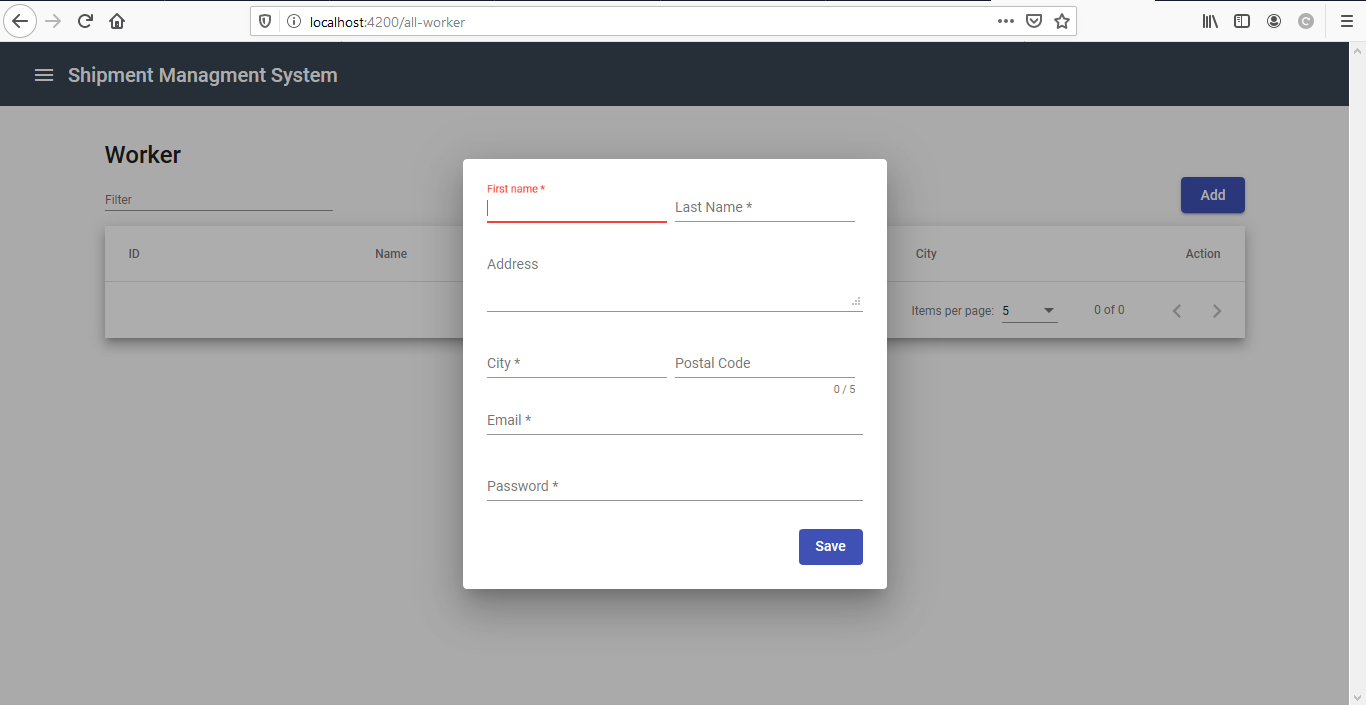 localhost:4200/all-worker
Shipment Managment System
Worker
Filter
Add
ID Name City Action
Items per page: 5 0 of 0
First name *
Last Name *
Address
City *
Postal Code
0 / 5
Email *
Password *
Save